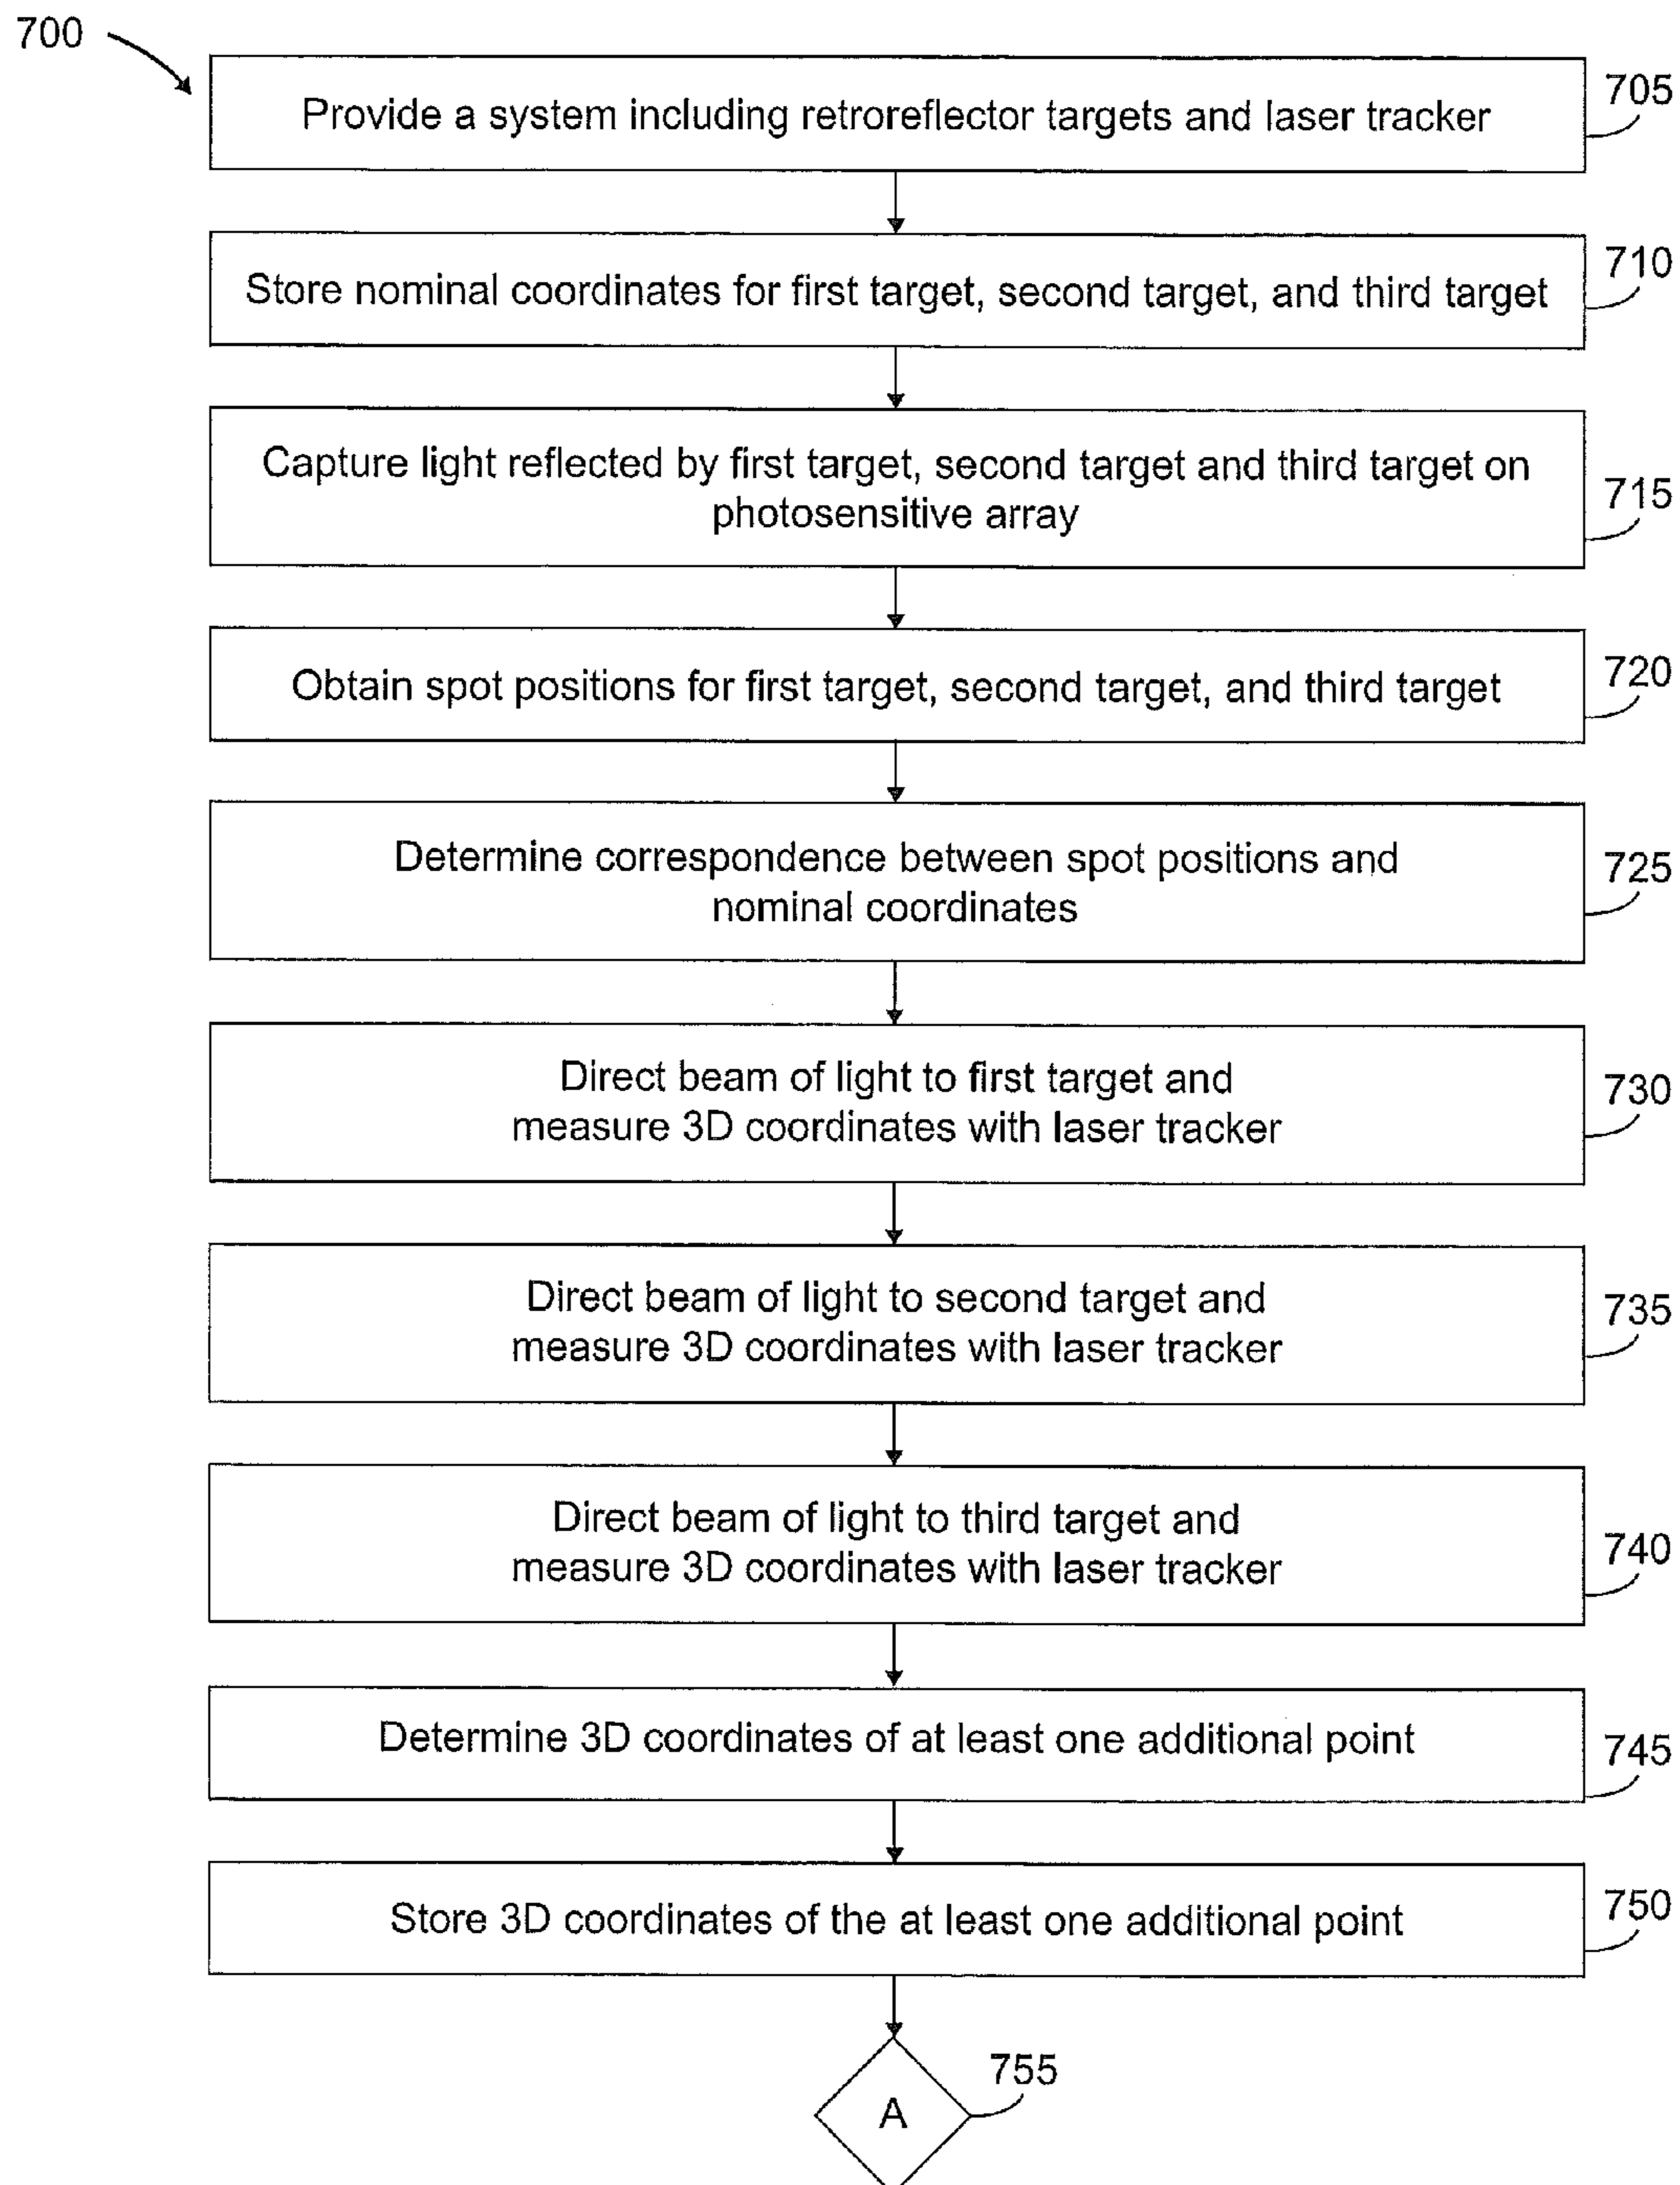 700
Provide a system including retroreflector targets and laser tracker
705
Store nominal coordinates for first target, second target, and third target
710
Capture light reflected by first target, second target and third target on
photosensitive array
715
Obtain spot positions for first target, second target, and third target
720
Determine correspondence between spot positions and
nominal coordinates
725
Direct beam of light to first target and
measure 3D coordinates with laser tracker
730
Direct beam of light to second target and
measure 3D coordinates with laser tracker
735
Direct beam of light to third target and
measure 3D coordinates with laser tracker
740
Determine 3D coordinates of at least one additional point
745
Store 3D coordinates of the at least one additional point
750
A
755